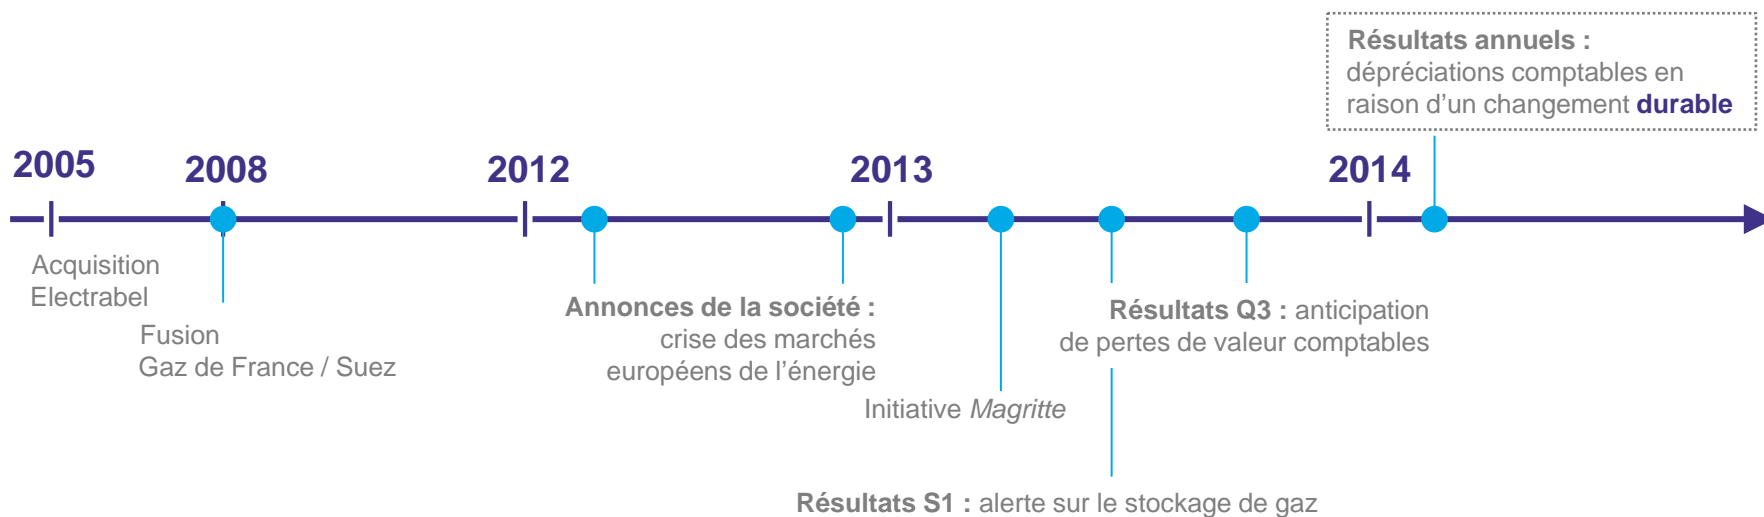 Résultats annuels :
dépréciations comptables en
raison d’un changement durable
2005
2008
2012
2013
2014
Acquisition
Electrabel
Fusion
Gaz de France / Suez
Annonces de la société :
crise des marchés
européens de l’énergie
Initiative Magritte
Résultats Q3 : anticipation
de pertes de valeur comptables
Résultats S1 : alerte sur le stockage de gaz